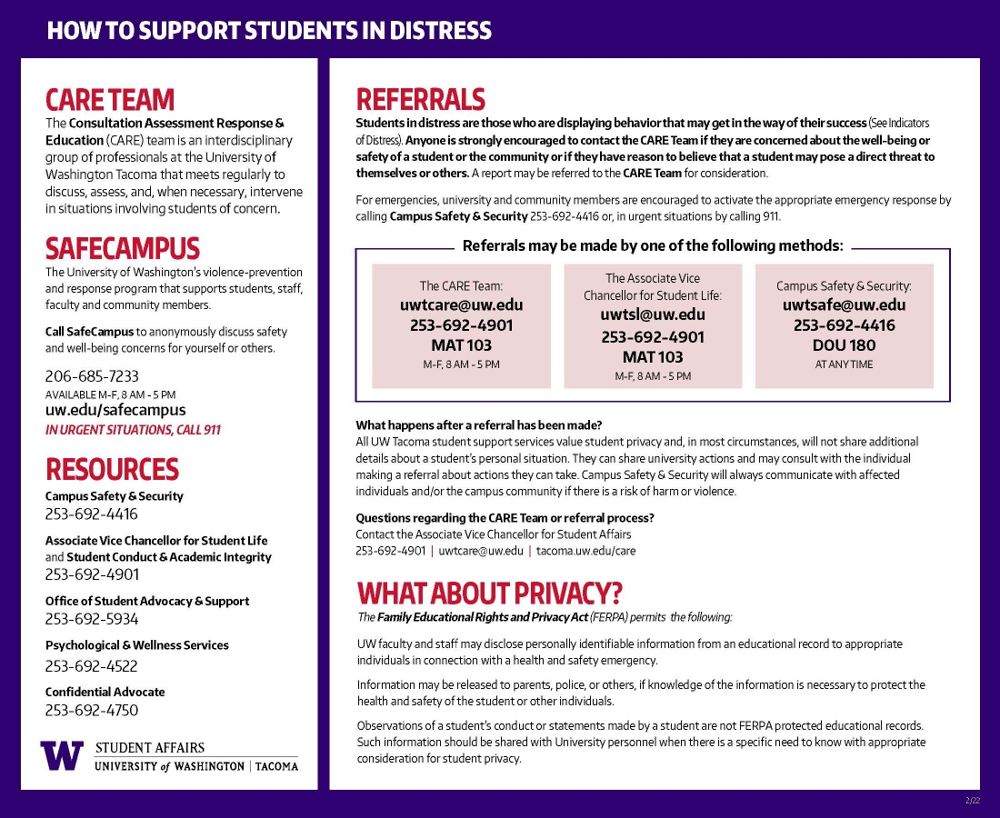 HOW TO SUPPORT STUDENTS IN DISTRESS
CARE TEAM
The Consultation Assessment Response &
Education (CARE) team is an interdisciplinary
group of professionals at the University of
Washington Tacoma that meets regularly to
discuss, assess, and, when necessary, intervene
in situations involving students of concern.
SAFECAMPUS
The University of Washington's violence-prevention
and response program that supports students, staff,
faculty and community members.
Call SafeCampus to anonymously discuss safety
and well-being concerns for yourself or others.
206-685-7233
AVAILABLE M-F, 8 AM - 5 PM
uw.edu/safecampus
IN URGENT SITUATIONS, CALL 911
RESOURCES
Campus Safety & Security
253-692-4416
Associate Vice Chancellor for Student Life
and Student Conduct & Academic Integrity
253-692-4901
Office of Student Advocacy & Support
253-692-5934
Psychological & Wellness Services
253-692-4522
Confidential Advocate
253-692-4750
W STUDENT AFFAIRS
UNIVERSITY of WASHINGTON | TACOMA
REFERRALS
Students in distress are those who are displaying behavior that may get in the way of their success (See Indicators
of Distress). Anyone is strongly encouraged to contact the CARE Team if they are concerned about the well-being or
safety of a student or the community or if they have reason to believe that a student may pose a direct threat to
themselves or others. A report may be referred to the CARE Team for consideration.
For emergencies, university and community members are encouraged to activate the appropriate emergency response by
calling Campus Safety & Security 253-692-4416 or, in urgent situations by calling 911.
Referrals may be made by one of the following methods:
The CARE Team:
uwtcare@uw.edu
253-692-4901
MAT 103
M-F, 8 AM - 5 PM
The Associate Vice
Chancellor for Student Life:
uwtsl@uw.edu
253-692-4901
MAT 103
M-F, 8 AM - 5 PM
Campus Safety & Security:
uwtsafe@uw.edu
253-692-4416
DOU 180
AT ANY TIME
What happens after a referral has been made?
All UW Tacoma student support services value student privacy and, in most circumstances, will not share additional
details about a student's personal situation. They can share university actions and may consult with the individual
making a referral about actions they can take. Campus Safety & Security will always communicate with affected
individuals and/or the campus community if there is a risk of harm or violence.
Questions regarding the CARE Team or referral process?
Contact the Associate Vice Chancellor for Student Affairs
253-692-4901 | uwtcare@uw.edu | tacoma.uw.edu/care
WHAT ABOUT PRIVACY?
The Family Educational Rights and Privacy Act (FERPA) permits the following:
UW faculty and staff may disclose personally identifiable information from an educational record to appropriate
individuals in connection with a health and safety emergency.
Information may be released to parents, police, or others, if knowledge of the information is necessary to protect the
health and safety of the student or other individuals.
Observations of a student's conduct or statements made by a student are not FERPA protected educational records.
Such information should be shared with University personnel when there is a specific need to know with appropriate
consideration for student privacy.
2/22